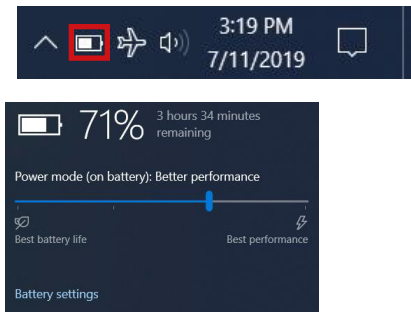 3:19 PM
7/11/2019
71% 3 hours 34 minutes
remaining
Power mode (on battery): Better performance
Best battery life Best performance
Battery settings